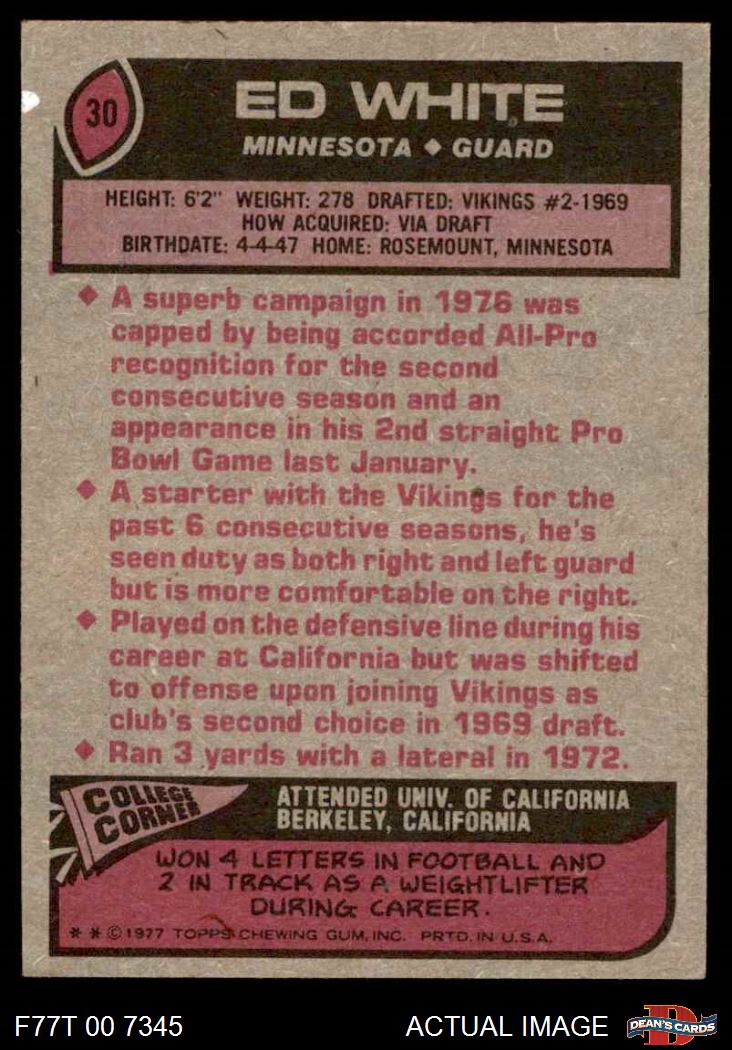 30
ED WHITE
MINNESOTA ◆ GUARD
HEIGHT: 6'2" WEIGHT: 278 DRAFTED: VIKINGS #2-1969
HOW ACQUIRED: VIA DRAFT
BIRTHDATE: 4-4-47 HOME: ROSEMOUNT, MINNESOTA
◆ A superb campaign in 1976 was
capped by being accorded All-Pro
recognition for the second
consecutive season and an
appearance in his 2nd straight Pro
Bowl Game last January.
◆ A starter with the Vikings for the
past 6 consecutive seasons, he's
seen duty as both right and left guard
but is more comfortable on the right.
◆ Played on the defensive line during his
career at California but was shifted
to offense upon joining Vikings as
club's second choice in 1969 draft.
◆ Ran 3 yards with a lateral in 1972.
COLLEGE
CORNER
ATTENDED UNIV. OF CALIFORNIA
BERKELEY, CALIFORNIA
WON 4 LETTERS IN FOOTBALL AND
2 IN TRACK AS A WEIGHTLIFTER
DURING CAREER.
* * © 1977 TOPPS CHEWING GUM, INC. PRTD. IN U.S.A.
F77T 00 7345
ACTUAL IMAGE
D
DEAN'S CARDS